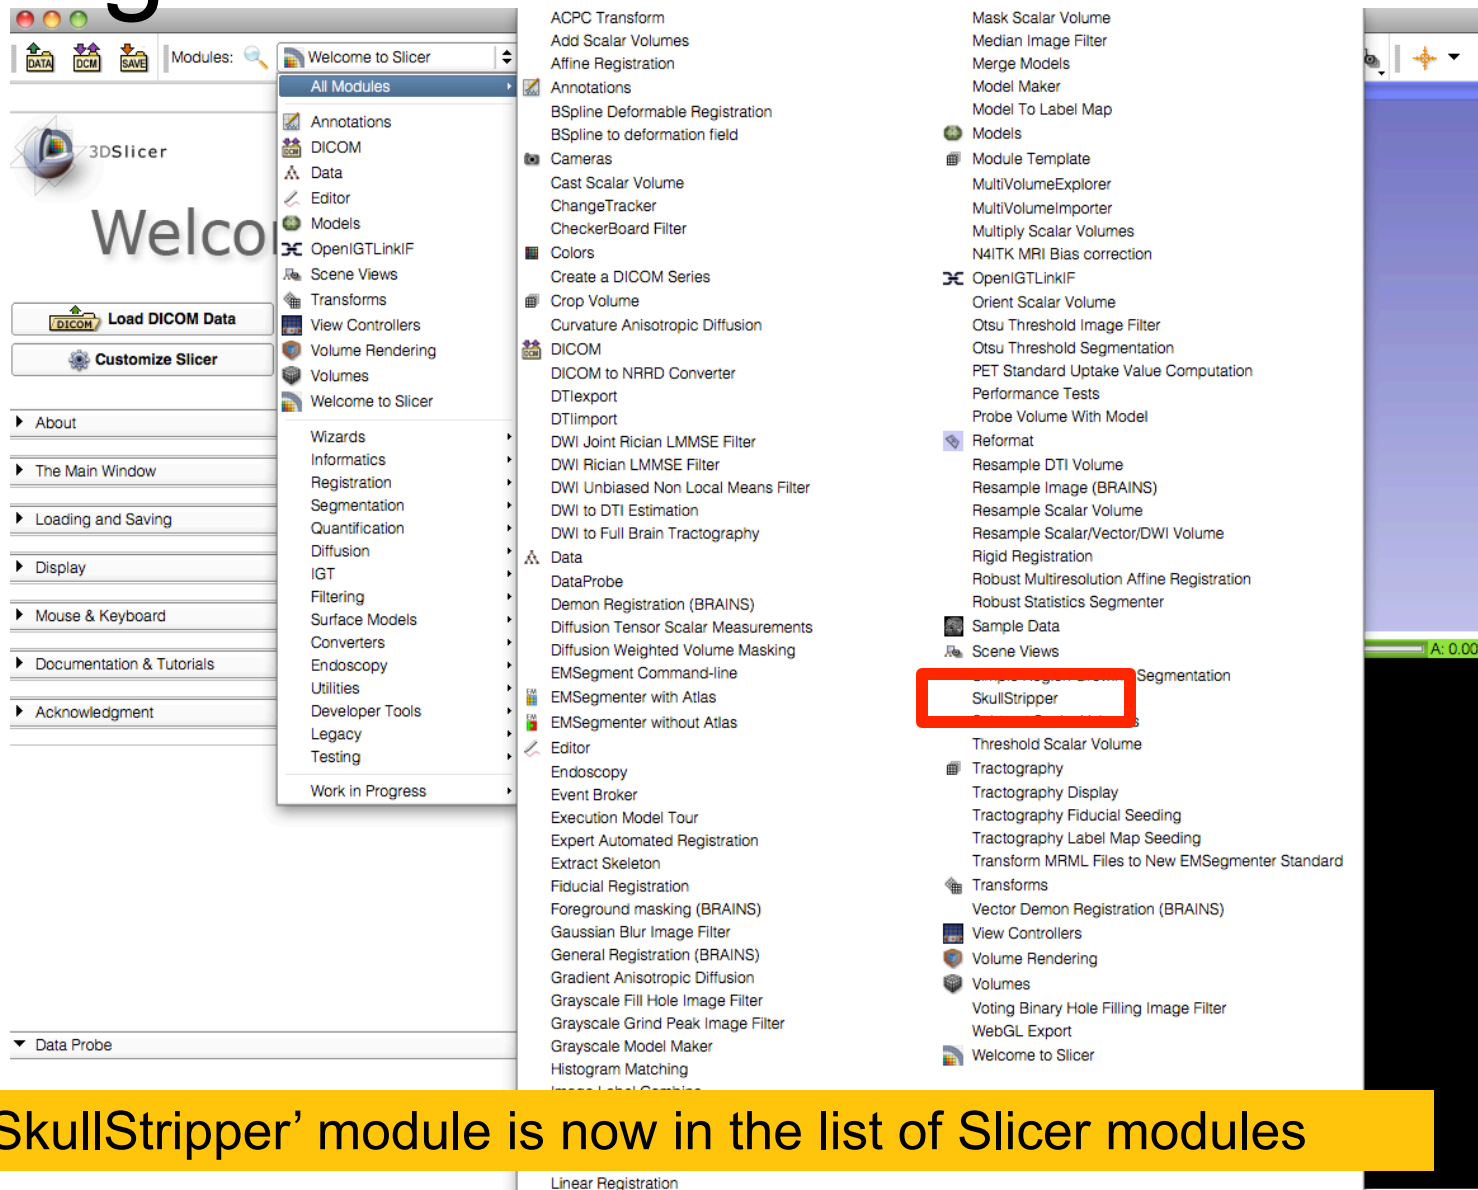 g
DATA
DCM
SAVE
Modules:
Welcome to Slicer
3DSlicer
Welco
DICOM
Load DICOM Data
Customize Slicer
About
The Main Window
Loading and Saving
Display
Mouse & Keyboard
Documentation & Tutorials
Acknowledgment
Data Probe
All Modules
Annotations
DICOM
Data
Editor
Models
OpenIGTLinkIF
Scene Views
Transforms
View Controllers
Volume Rendering
Volumes
Welcome to Slicer
Wizards
Informatics
Registration
Segmentation
Quantification
Diffusion
IGT
Filtering
Surface Models
Converters
Endoscopy
Utilities
Developer Tools
Legacy
Testing
Work in Progress
ACPC Transform
Add Scalar Volumes
Affine Registration
Annotations
BSpline Deformable Registration
BSpline to deformation field
Cameras
Cast Scalar Volume
ChangeTracker
CheckerBoard Filter
Colors
Create a DICOM Series
Crop Volume
Curvature Anisotropic Diffusion
DICOM
DICOM to NRRD Converter
DTIexport
DTIimport
DWI Joint Rician LMMSE Filter
DWI Rician LMMSE Filter
DWI Unbiased Non Local Means Filter
DWI to DTI Estimation
DWI to Full Brain Tractography
Data
DataProbe
Demon Registration (BRAINS)
Diffusion Tensor Scalar Measurements
Diffusion Weighted Volume Masking
EMSegment Command-line
EMSegmenter with Atlas
EMSegmenter without Atlas
Editor
Endoscopy
Event Broker
Execution Model Tour
Expert Automated Registration
Extract Skeleton
Fiducial Registration
Foreground masking (BRAINS)
Gaussian Blur Image Filter
General Registration (BRAINS)
Gradient Anisotropic Diffusion
Grayscale Fill Hole Image Filter
Grayscale Grind Peak Image Filter
Grayscale Model Maker
Histogram Matching
Image Label Combine
Linear Registration
Mask Scalar Volume
Median Image Filter
Merge Models
Model Maker
Model To Label Map
Models
Module Template
MultiVolumeExplorer
MultiVolumeImporter
Multiply Scalar Volumes
N4ITK MRI Bias correction
OpenIGTLinkIF
Orient Scalar Volume
Otsu Threshold Image Filter
Otsu Threshold Segmentation
PET Standard Uptake Value Computation
Performance Tests
Probe Volume With Model
Reformat
Resample DTI Volume
Resample Image (BRAINS)
Resample Scalar Volume
Resample Scalar/Vector/DWI Volume
Rigid Registration
Robust Multiresolution Affine Registration
Robust Statistics Segmenter
Sample Data
Scene Views
Segmentation
SkullStripper
Threshold Scalar Volume
Tractography
Tractography Display
Tractography Fiducial Seeding
Tractography Label Map Seeding
Transform MRML Files to New EMSegmenter Standard
Transforms
Vector Demon Registration (BRAINS)
View Controllers
Volume Rendering
Volumes
Voting Binary Hole Filling Image Filter
WebGL Export
Welcome to Slicer
A: 0.00
SkullStripper’ module is now in the list of Slicer modules